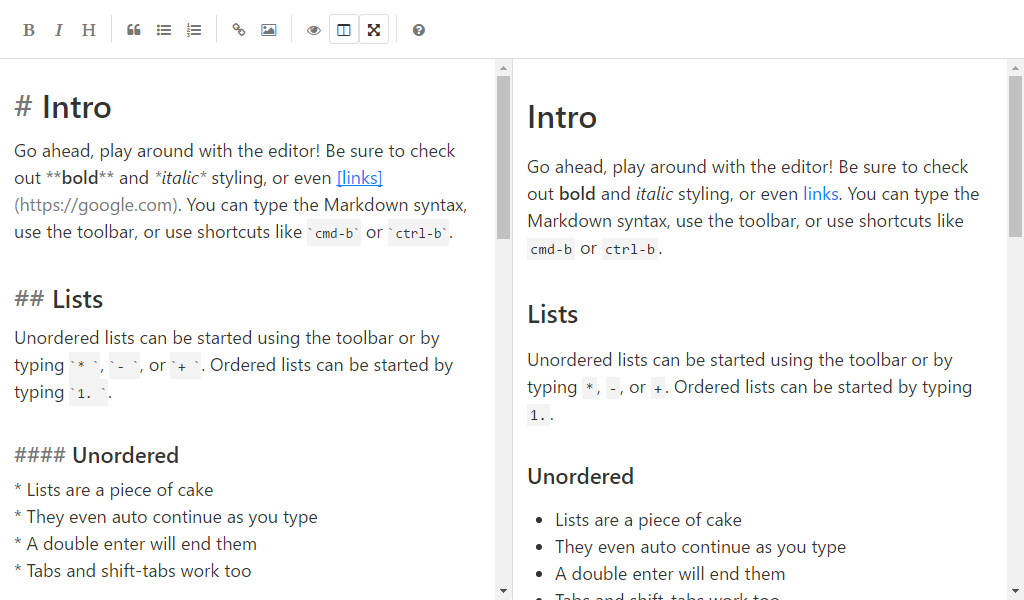 B I H
# Intro
Go ahead, play around with the editor! Be sure to check
out **bold** and *italic* styling, or even [links]
(https://google.com). You can type the Markdown syntax,
use the toolbar, or use shortcuts like `cmd-b` or `ctrl-b`.
## Lists
Unordered lists can be started using the toolbar or by
typing `* `, `- `, or `+ `. Ordered lists can be started by
typing `1. `.
#### Unordered
* Lists are a piece of cake
* They even auto continue as you type
* A double enter will end them
* Tabs and shift-tabs work too
Intro
Go ahead, play around with the editor! Be sure to check
out bold and italic styling, or even links. You can type the
Markdown syntax, use the toolbar, or use shortcuts like
cmd-b or ctrl-b.
Lists
Unordered lists can be started using the toolbar or by
typing *, -, or +. Ordered lists can be started by typing
1..
Unordered
• Lists are a piece of cake
• They even auto continue as you type
• A double enter will end them
• Tabs and shift-tabs work too